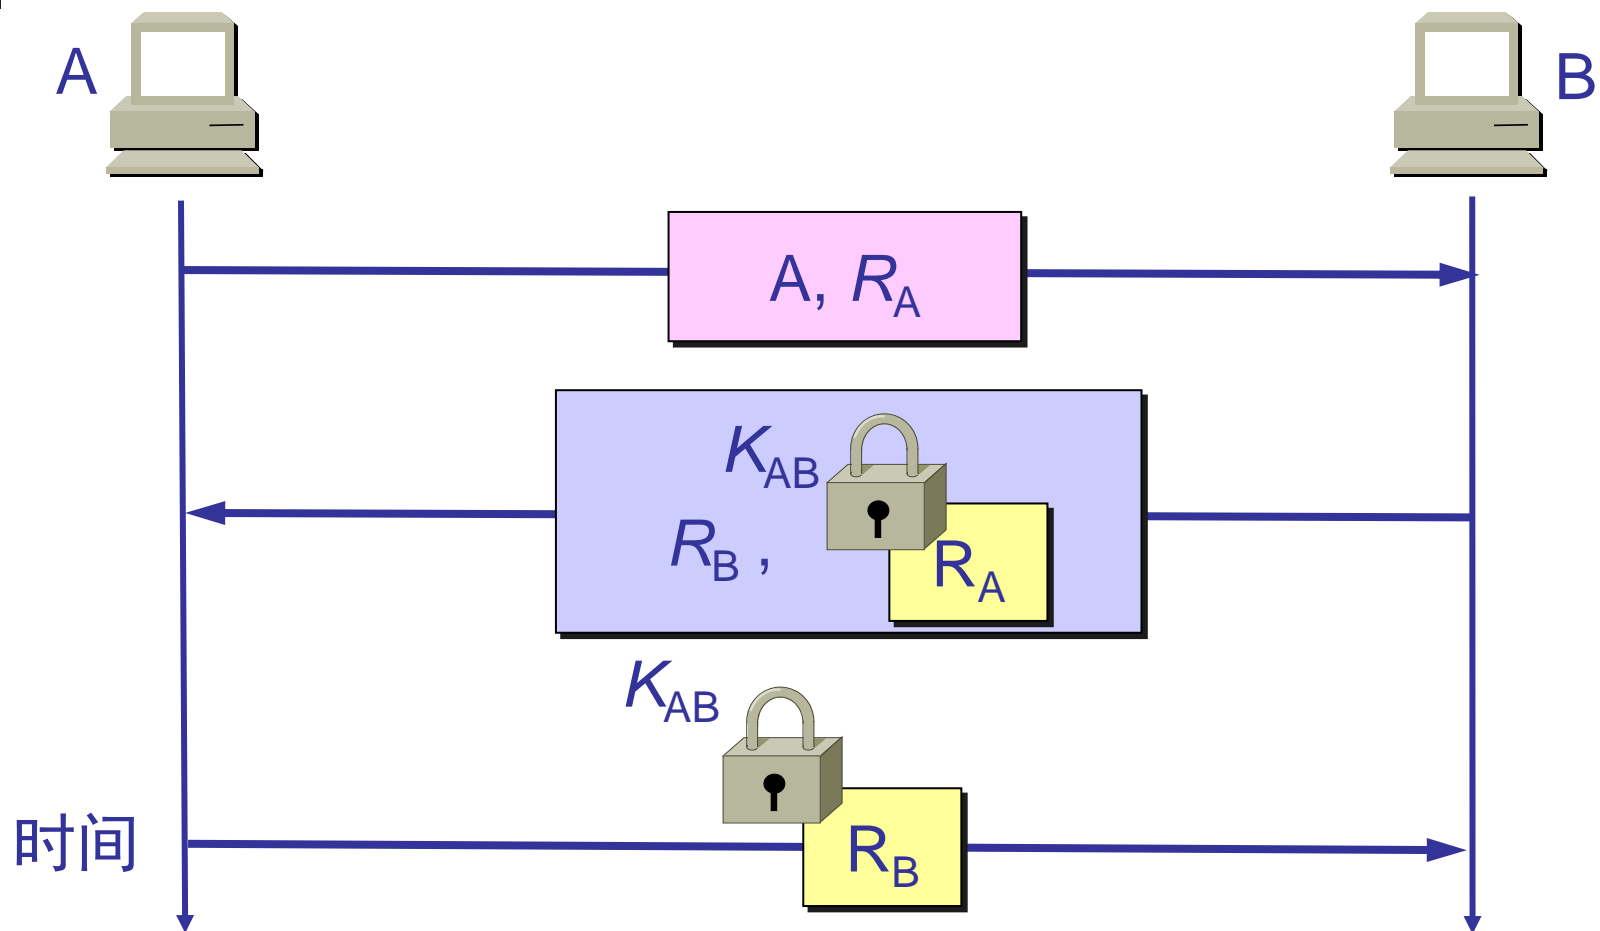 A
B
A, RA
KAB
RB , RA
KAB
时间
RB